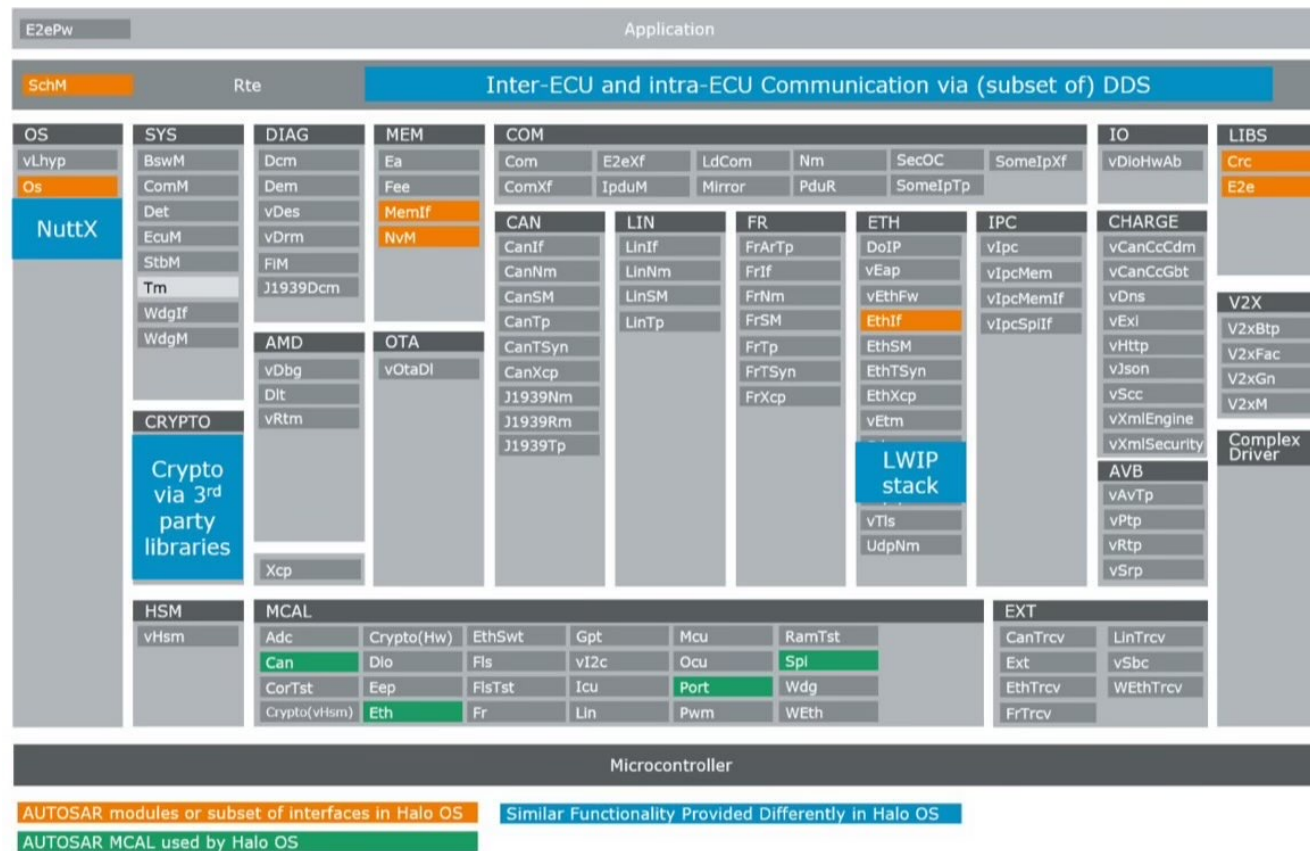 E2ePw
Application
SchM
Rte
Inter-ECU and intra-ECU Communication via (subset of) DDS
OS
vLhyp
Os
NuttX
SYS
BswM
ComM
Det
EcuM
StbM
Tm
WdgIf
WdgM
CRYPTO
Crypto
via 3rd
party
libraries
HSM
vHsm
DIAG
Dcm
Dem
vDes
vDrm
FiM
J1939Dcm
AMD
vDbg
Dlt
vRtm
Xcp
MEM
Ea
Fee
MemIf
NvM
OTA
vOtaDl
COM
Com E2eXf LdCom Nm SecOC SomeIpXf
ComXf IpduM Mirror PduR SomeIpTp
CAN
CanIf
CanNm
CanSM
CanTp
CanTSyn
CanXcp
J1939Nm
J1939Rm
J1939Tp
LIN
LinIf
LinNm
LinSM
LinTp
FR
FrArTp
FrIf
FrNm
FrSM
FrTp
FrTSyn
FrXcp
ETH
DoIP
vEap
vEthFw
EthIf
EthSM
EthTSyn
EthXcp
vEtm
LWIP
stack
vTls
UdpNm
IPC
vIpc
vIpcMem
vIpcMemIf
vIpcSpiIf
IO
vDioHwAb
CHARGE
vCanCcCdm
vCanCcGbt
vDns
vExi
vHttp
vJson
vScc
vXmlEngine
vXmlSecurity
AVB
vAvTp
vPtp
vRtp
vSrp
LIBS
Crc
E2e
V2X
V2xBtp
V2xFac
V2xGn
V2xM
Complex
Driver
MCAL
Adc Crypto(Hw) EthSwt Gpt Mcu RamTst
Can Dio Fls vI2c Ocu Spi
CorTst Eep FlsTst Icu Port Wdg
Crypto(vHsm) Eth Fr Lin Pwm WEth
EXT
CanTrcv LinTrcv
Ext vSbc
EthTrcv WEthTrcv
FrTrcv
Microcontroller
AUTOSAR modules or subset of interfaces in Halo OS
Similar Functionality Provided Differently in Halo OS
AUTOSAR MCAL used by Halo OS